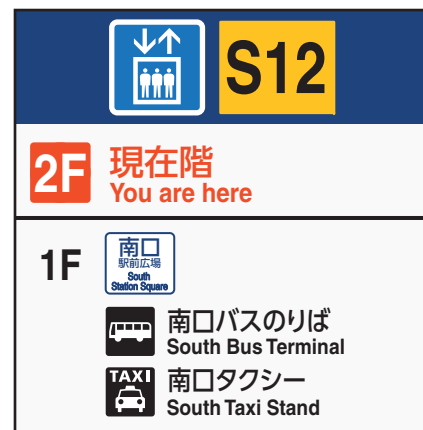 S12
2F 現在階
You are here
1F 南口
駅前広場
South
Station Square
南口バスのりば
South Bus Terminal
TAXI 南口タクシー
South Taxi Stand